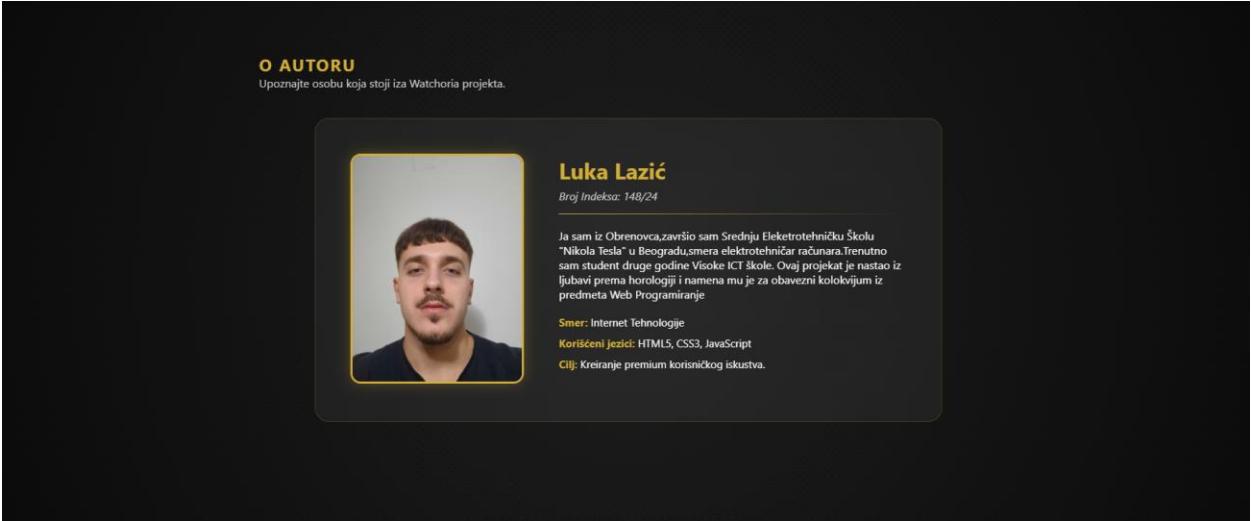 O AUTORU
Upoznajte osobu koja stoji iza Watchoria projekta.
Luka Lazić
Broj Indeksa: 148/24
Ja sam iz Obrenovca,završio sam Srednju Eleketrotehničku Školu
"Nikola Tesla" u Beogradu,smera elektrotehničar računara.Trenutno
sam student druge godine Visoke ICT škole. Ovaj projekat je nastao iz
ljubavi prema horologiji i namena mu je za obavezni kolokvijum iz
predmeta Web Programiranje
Smer: Internet Tehnologije
Korišćeni jezici: HTML5, CSS3, JavaScript
Cilj: Kreiranje premium korisničkog iskustva.